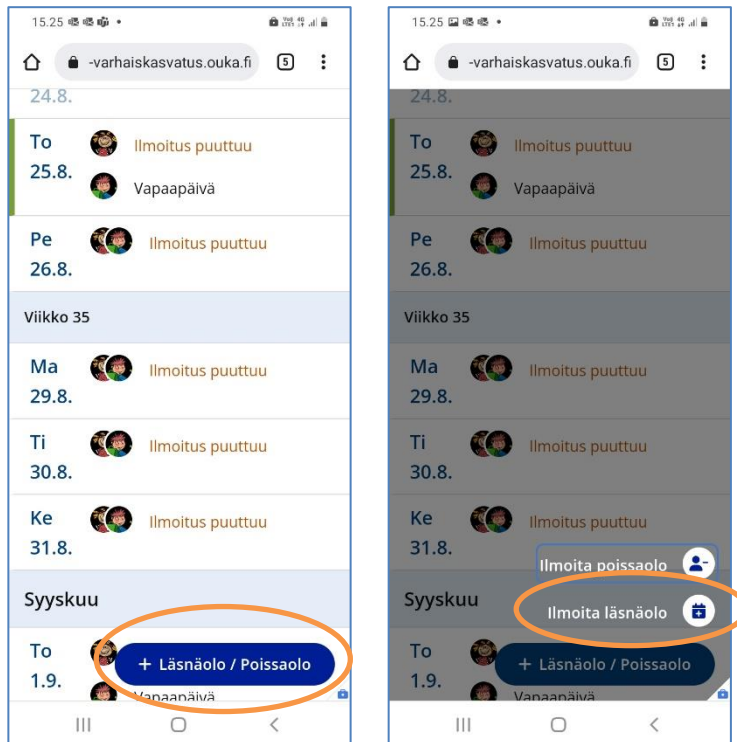 15.25
-varhaiskasvatus.ouka.fi
5
24.8.
To
25.8.
Ilmoitus puuttuu
Vapaapäivä
Pe
26.8.
Ilmoitus puuttuu
Viikko 35
Ma
29.8.
Ilmoitus puuttuu
Ti
30.8.
Ilmoitus puuttuu
Ke
31.8.
Ilmoitus puuttuu
Syyskuu
To
1.9.
+ Läsnäolo / Poissaolo
Vapaapäivä
15.25
-varhaiskasvatus.ouka.fi
5
24.8.
To
25.8.
Ilmoitus puuttuu
Vapaapäivä
Pe
26.8.
Ilmoitus puuttuu
Viikko 35
Ma
29.8.
Ilmoitus puuttuu
Ti
30.8.
Ilmoitus puuttuu
Ke
31.8.
Ilmoitus puuttuu
Ilmoita poissaolo
Syyskuu
Ilmoita läsnäolo
To
1.9.
+ Läsnäolo / Poissaolo
Vapaapäivä